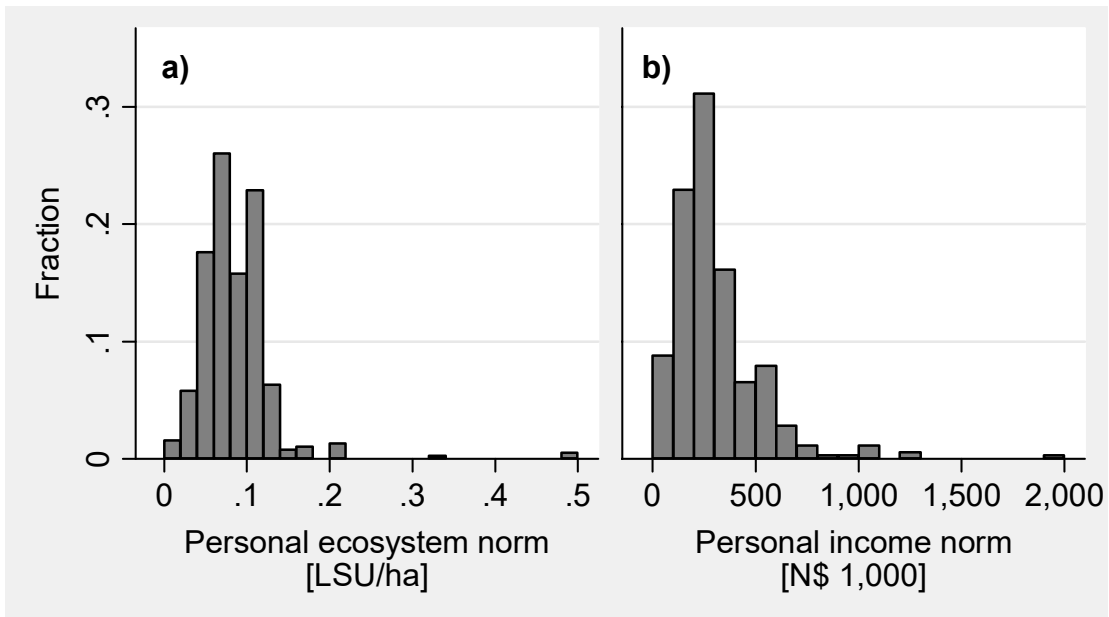 a)
b)
Fraction
.3
.2
.1
0
0 .1 .2 .3 .4 .5
0 500 1,000 1,500 2,000
Personal ecosystem norm
[LSU/ha]
Personal income norm
[N$ 1,000]